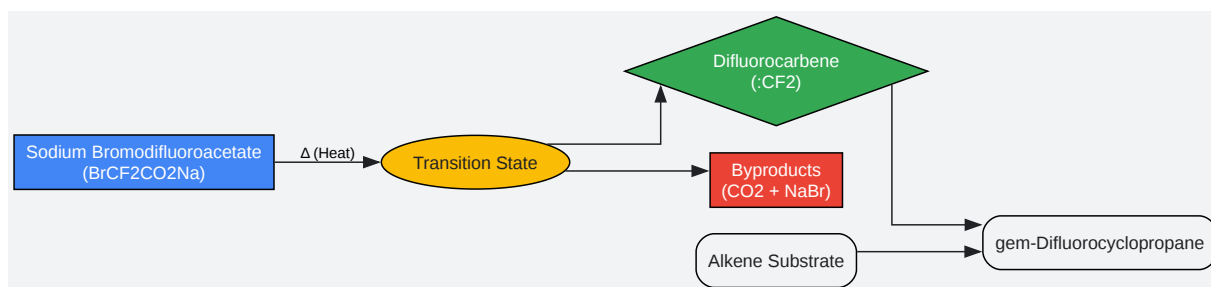 Sodium Bromodifluoroacetate
(BrCF2CO2Na)
Δ (Heat)
Transition State
Difluorocarbene
(:CF2)
Byproducts
(CO2 + NaBr)
Alkene Substrate
gem-Difluorocyclopropane